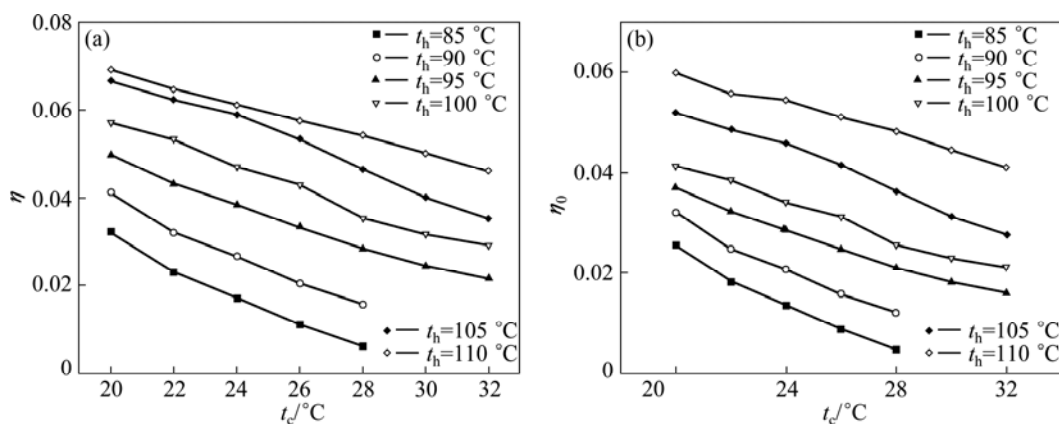 (a)
t_h=85 °C
t_h=90 °C
t_h=95 °C
t_h=100 °C
t_h=105 °C
t_h=110 °C
0.08
0.06
0.04
0.02
0
η
20 22 24 26 28 30 32
t_c/°C
(b)
t_h=85 °C
t_h=90 °C
t_h=95 °C
t_h=100 °C
t_h=105 °C
t_h=110 °C
0.06
0.04
0.02
0
η_0
20 24 28 32
t_c/°C